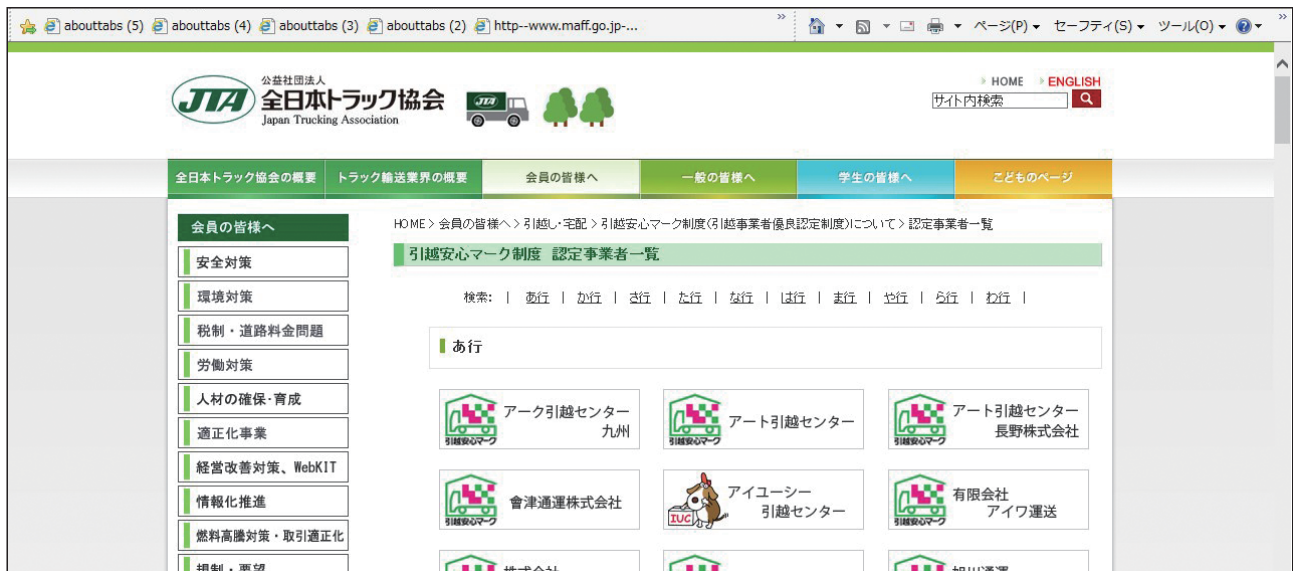 abouttabs (5) abouttabs (4) abouttabs (3) abouttabs (2) http--www.maff.go.jp-... » ページ(P) セーフティ(S) ツール(O) »
公益社団法人
全日本トラック協会
Japan Trucking Association
JTA
JTA
HOME ENGLISH
サイト内検索
全日本トラック協会の概要 トラック輸送業界の概要 会員の皆様へ 一般の皆様へ 学生の皆様へ こどものページ
会員の皆様へ
安全対策
環境対策
税制・道路料金問題
労働対策
人材の確保・育成
適正化事業
経営改善対策、WebKIT
情報化推進
燃料高騰対策・取引適正化
規制・要望
HOME > 会員の皆様へ > 引越し・宅配 > 引越安心マーク制度(引越事業者優良認定制度)について > 認定事業者一覧
引越安心マーク制度 認定事業者一覧
検索: | あ行 | か行 | さ行 | た行 | な行 | は行 | ま行 | や行 | ら行 | わ行 |
あ行
引越安心マーク アーク引越センター
九州
引越安心マーク アート引越センター
引越安心マーク アート引越センター
長野株式会社
引越安心マーク 會津通運株式会社
IUC アイユーシー
引越センター
引越安心マーク 有限会社
アイワ運送
株式会社
旭川通運